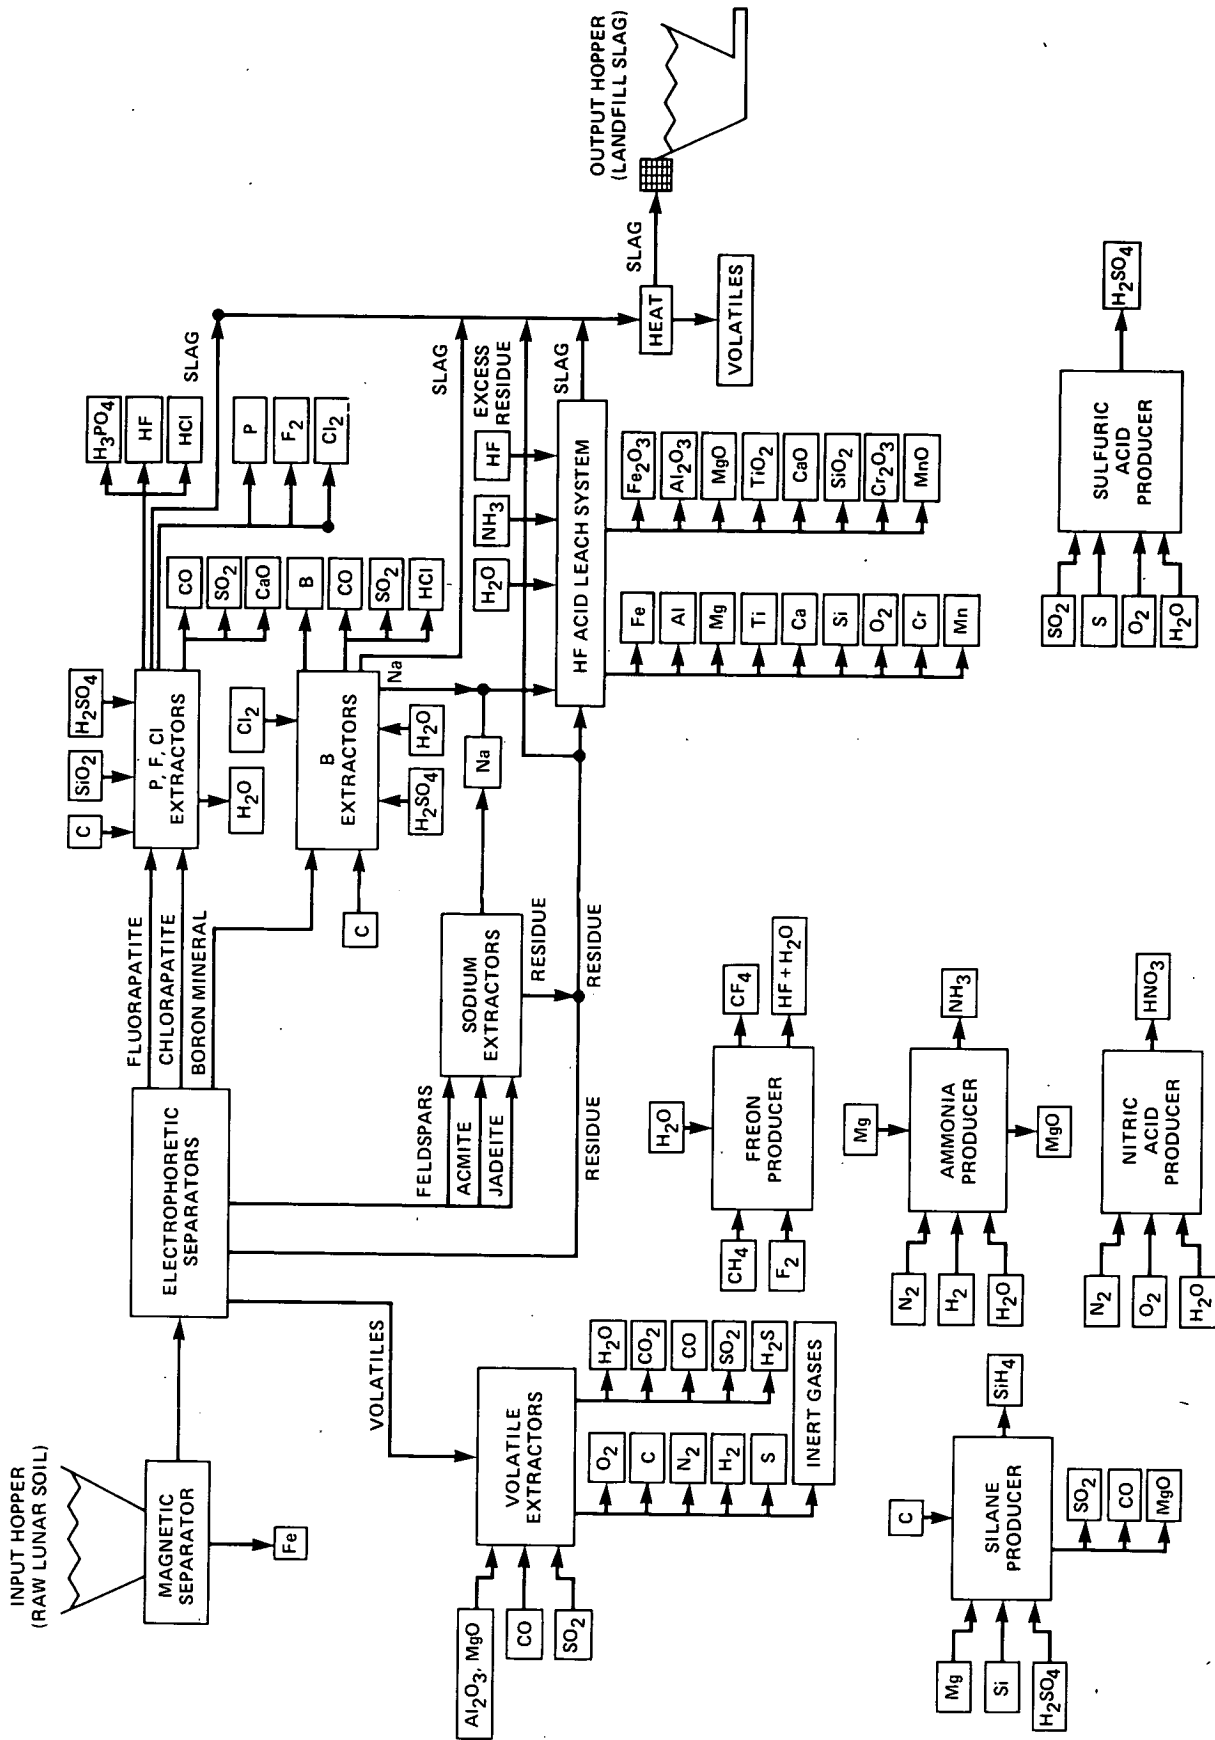 INPUT HOPPER
(RAW LUNAR SOIL)
MAGNETIC
SEPARATOR
Fe
ELECTROPHORETIC
SEPARATORS
FLUORAPATITE
CHLORAPATITE
BORON MINERAL
C
SiO2
H2SO4
P, F, Cl
EXTRACTORS
H2O
H3PO4
HF
HCl
SLAG
P
F2
Cl2
CO
SO2
CaO
B
CO
SO2
HCl
Cl2
B
EXTRACTORS
C
H2SO4
H2O
Na
SLAG
FELDSPARS
ACMITE
JADEITE
SODIUM
EXTRACTORS
Na
RESIDUE
RESIDUE
RESIDUE
EXCESS
RESIDUE
H2O
NH3
HF
HF ACID LEACH SYSTEM
SLAG
Fe
Al
Mg
Ti
Ca
Si
O2
Cr
Mn
Fe2O3
Al2O3
MgO
TiO2
CaO
SiO2
Cr2O3
MnO
HEAT
VOLATILES
SLAG
OUTPUT HOPPER
(LANDFILL SLAG)
VOLATILES
Al2O3, MgO
CO
SO2
VOLATILE
EXTRACTORS
O2
C
N2
H2
S
INERT GASES
H2O
CO2
CO
SO2
H2S
H2O
CH4
F2
FREON
PRODUCER
CF4
HF + H2O
C
Mg
Si
H2SO4
SILANE
PRODUCER
SiH4
SO2
CO
MgO
Mg
N2
H2
H2O
AMMONIA
PRODUCER
NH3
MgO
N2
O2
H2O
NITRIC
ACID
PRODUCER
HNO3
SO2
S
O2
H2O
SULFURIC
ACID
PRODUCER
H2SO4